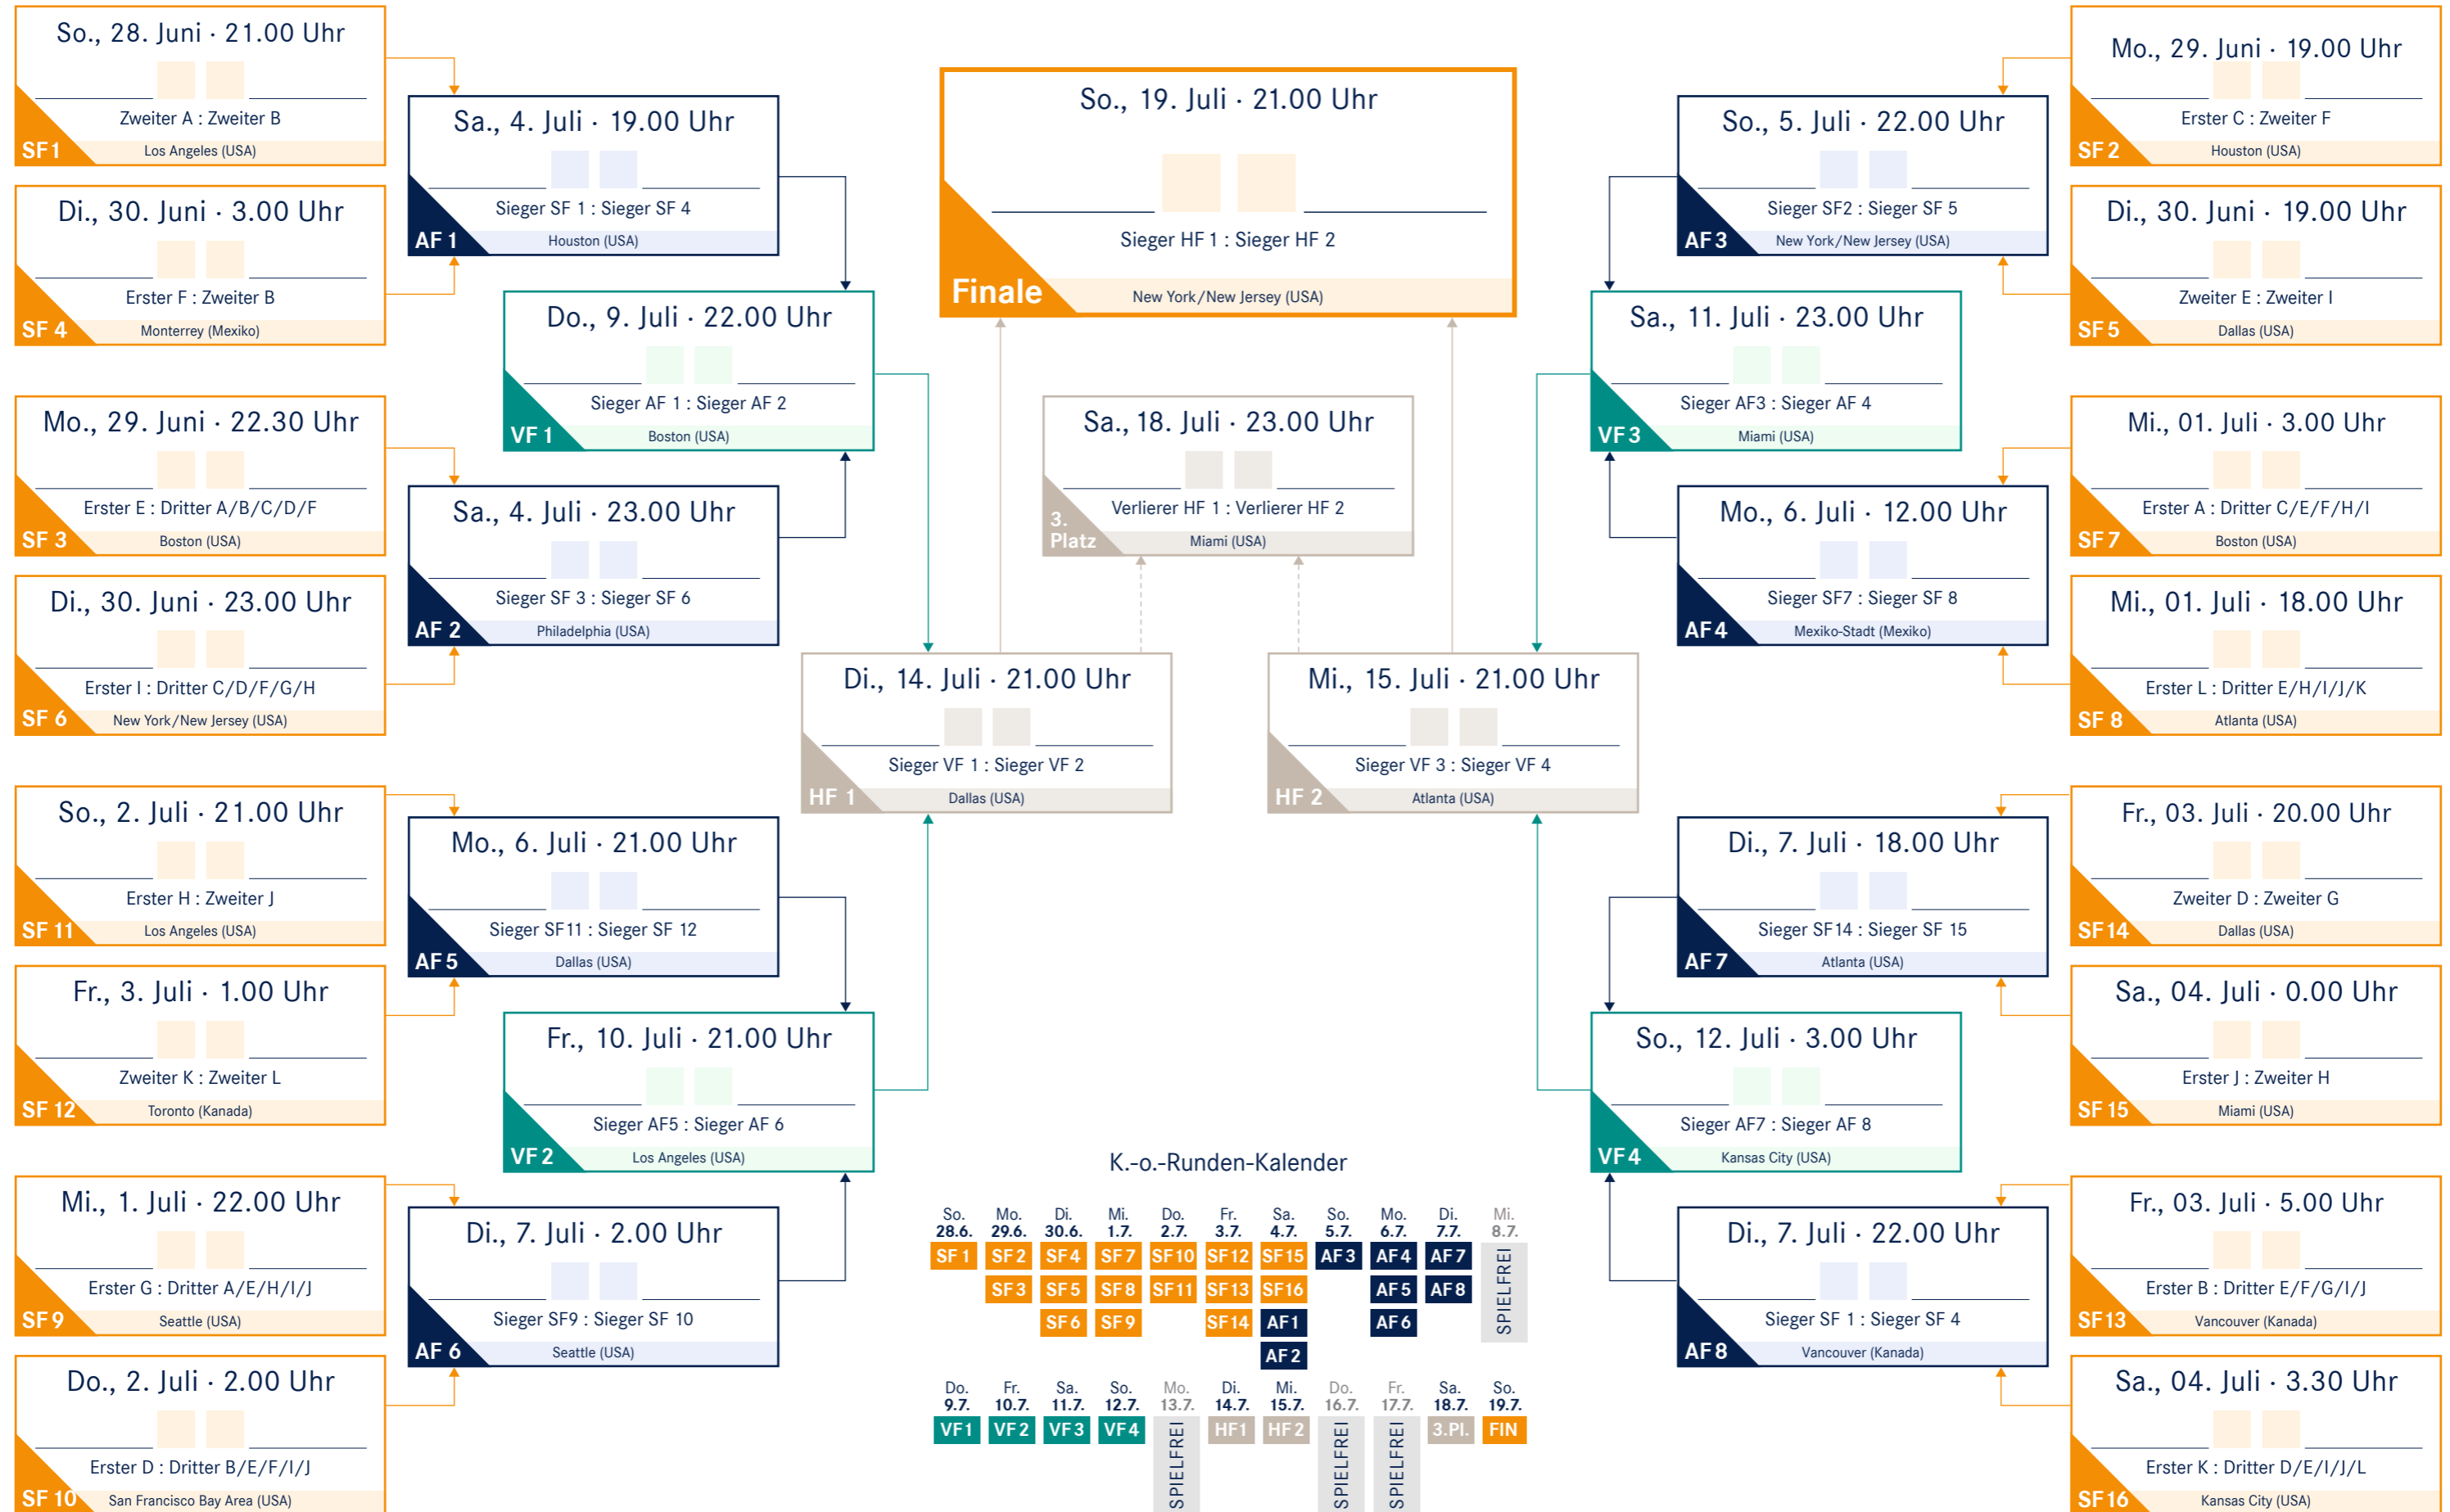 So., 28. Juni · 21.00 Uhr
Zweiter A : Zweiter B
SF1
Los Angeles (USA)
Di., 30. Juni · 3.00 Uhr
Erster F : Zweiter B
SF 4
Monterrey (Mexiko)
Mo., 29. Juni · 22.30 Uhr
Erster E : Dritter A/B/C/D/F
SF 3
Boston (USA)
Di., 30. Juni · 23.00 Uhr
Erster I : Dritter C/D/F/G/H
SF 6
New York/New Jersey (USA)
So., 2. Juli · 21.00 Uhr
Erster H : Zweiter J
SF 11
Los Angeles (USA)
Fr., 3. Juli · 1.00 Uhr
Zweiter K : Zweiter L
SF 12
Toronto (Kanada)
Mi., 1. Juli · 22.00 Uhr
Erster G : Dritter A/E/H/I/J
SF 9
Seattle (USA)
Do., 2. Juli · 2.00 Uhr
Erster D : Dritter B/E/F/I/J
SF 10
San Francisco Bay Area (USA)
Sa., 4. Juli · 19.00 Uhr
Sieger SF 1 : Sieger SF 4
AF 1
Houston (USA)
Sa., 4. Juli · 23.00 Uhr
Sieger SF 3 : Sieger SF 6
AF 2
Philadelphia (USA)
Mo., 6. Juli · 21.00 Uhr
Sieger SF11 : Sieger SF 12
AF 5
Dallas (USA)
Di., 7. Juli · 2.00 Uhr
Sieger SF9 : Sieger SF 10
AF 6
Seattle (USA)
Do., 9. Juli · 22.00 Uhr
Sieger AF 1 : Sieger AF 2
VF 1
Boston (USA)
Fr., 10. Juli · 21.00 Uhr
Sieger AF5 : Sieger AF 6
VF 2
Los Angeles (USA)
So., 19. Juli · 21.00 Uhr
Sieger HF 1 : Sieger HF 2
Finale
New York/New Jersey (USA)
Sa., 18. Juli · 23.00 Uhr
Verlierer HF 1 : Verlierer HF 2
3.
Platz
Miami (USA)
Di., 14. Juli · 21.00 Uhr
Sieger VF 1 : Sieger VF 2
HF 1
Dallas (USA)
Mi., 15. Juli · 21.00 Uhr
Sieger VF 3 : Sieger VF 4
HF 2
Atlanta (USA)
So., 5. Juli · 22.00 Uhr
Sieger SF2 : Sieger SF 5
AF 3
New York/New Jersey (USA)
Sa., 11. Juli · 23.00 Uhr
Sieger AF3 : Sieger AF 4
VF 3
Miami (USA)
Mo., 6. Juli · 12.00 Uhr
Sieger SF7 : Sieger SF 8
AF 4
Mexiko-Stadt (Mexiko)
Di., 7. Juli · 18.00 Uhr
Sieger SF14 : Sieger SF 15
AF 7
Atlanta (USA)
So., 12. Juli · 3.00 Uhr
Sieger AF7 : Sieger AF 8
VF 4
Kansas City (USA)
Di., 7. Juli · 22.00 Uhr
Sieger SF 1 : Sieger SF 4
AF 8
Vancouver (Kanada)
Mo., 29. Juni · 19.00 Uhr
Erster C : Zweiter F
SF 2
Houston (USA)
Di., 30. Juni · 19.00 Uhr
Zweiter E : Zweiter I
SF 5
Dallas (USA)
Mi., 01. Juli · 3.00 Uhr
Erster A : Dritter C/E/F/H/I
SF 7
Boston (USA)
Mi., 01. Juli · 18.00 Uhr
Erster L : Dritter E/H/I/J/K
SF 8
Atlanta (USA)
Fr., 03. Juli · 20.00 Uhr
Zweiter D : Zweiter G
SF14
Dallas (USA)
Sa., 04. Juli · 0.00 Uhr
Erster J : Zweiter H
SF 15
Miami (USA)
Fr., 03. Juli · 5.00 Uhr
Erster B : Dritter E/F/G/I/J
SF13
Vancouver (Kanada)
Sa., 04. Juli · 3.30 Uhr
Erster K : Dritter D/E/I/J/L
SF16
Kansas City (USA)
K.-o.-Runden-Kalender
So. Mo. Di. Mi. Do. Fr. Sa. So. Mo. Di. Mi.
28.6. 29.6. 30.6. 1.7. 2.7. 3.7. 4.7. 5.7. 6.7. 7.7. 8.7.
SF 1 SF 2 SF 4 SF 7 SF10 SF12 SF15 AF 3 AF 4 AF 7
SF 3 SF 5 SF 8 SF11 SF13 SF16 AF 5 AF 8
SF 6 SF 9 SF14 AF1 AF 6
AF 2
SPIELFREI
Do. Fr. Sa. So. Mo. Di. Mi. Do. Fr. Sa. So.
9.7. 10.7. 11.7. 12.7. 13.7. 14.7. 15.7. 16.7. 17.7. 18.7. 19.7.
VF1 VF 2 VF 3 VF 4 HF1 HF 2 3.Pl. FIN
SPIELFREI SPIELFREI SPIELFREI